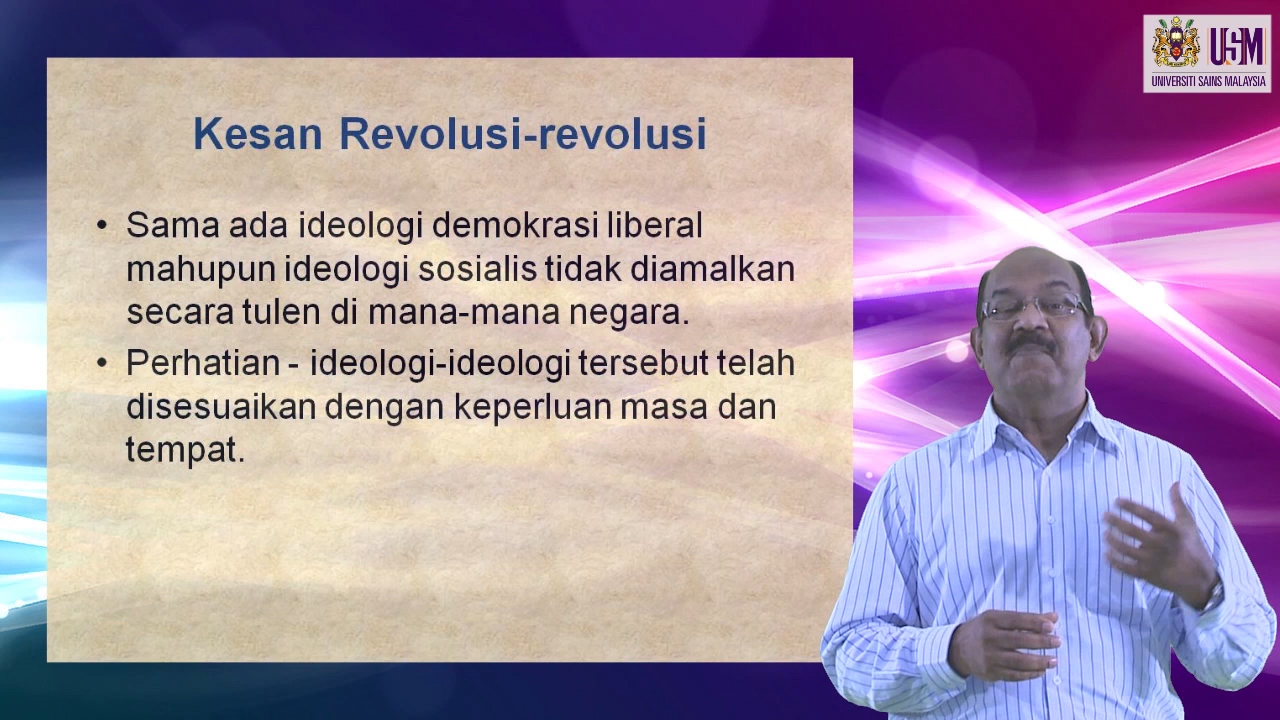 USM
UNIVERSITI SAINS MALAYSIA
Kesan Revolusi-revolusi
• Sama ada ideologi demokrasi liberal
mahupun ideologi sosialis tidak diamalkan
secara tulen di mana-mana negara.
• Perhatian - ideologi-ideologi tersebut telah
disesuaikan dengan keperluan masa dan
tempat.